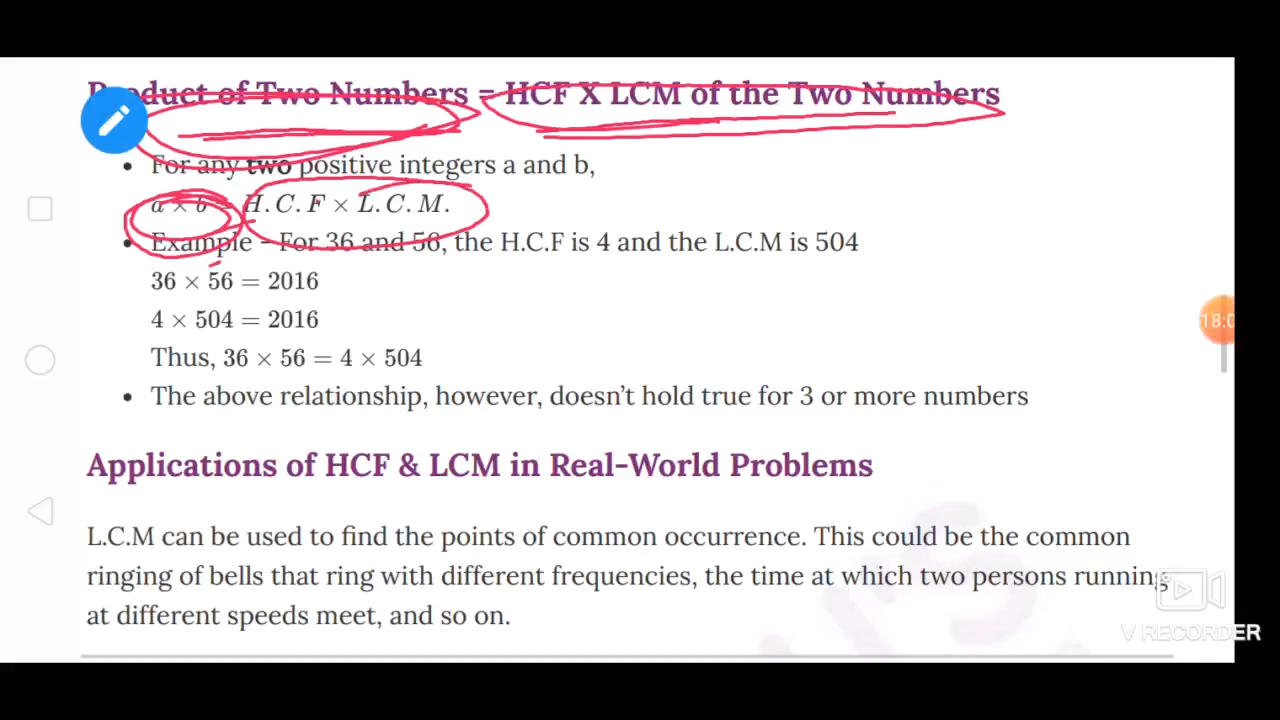 Product of Two Numbers = HCF X LCM of the Two Numbers
• For any two positive integers a and b,
a × b = H.C.F × L.C.M.
• Example – For 36 and 56, the H.C.F is 4 and the L.C.M is 504
36 × 56 = 2016
4 × 504 = 2016
Thus, 36 × 56 = 4 × 504
• The above relationship, however, doesn’t hold true for 3 or more numbers
18:0
Applications of HCF & LCM in Real-World Problems
L.C.M can be used to find the points of common occurrence. This could be the common
ringing of bells that ring with different frequencies, the time at which two persons running
at different speeds meet, and so on.
V RECORDER